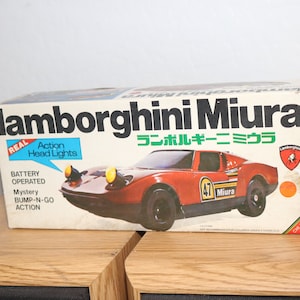 lamborghini Miura
ランボルギーニ ミウラ
REAL Action
Head Lights
BATTERY
OPERATED
Mystery
BUMP-N-GO
ACTION
Miura